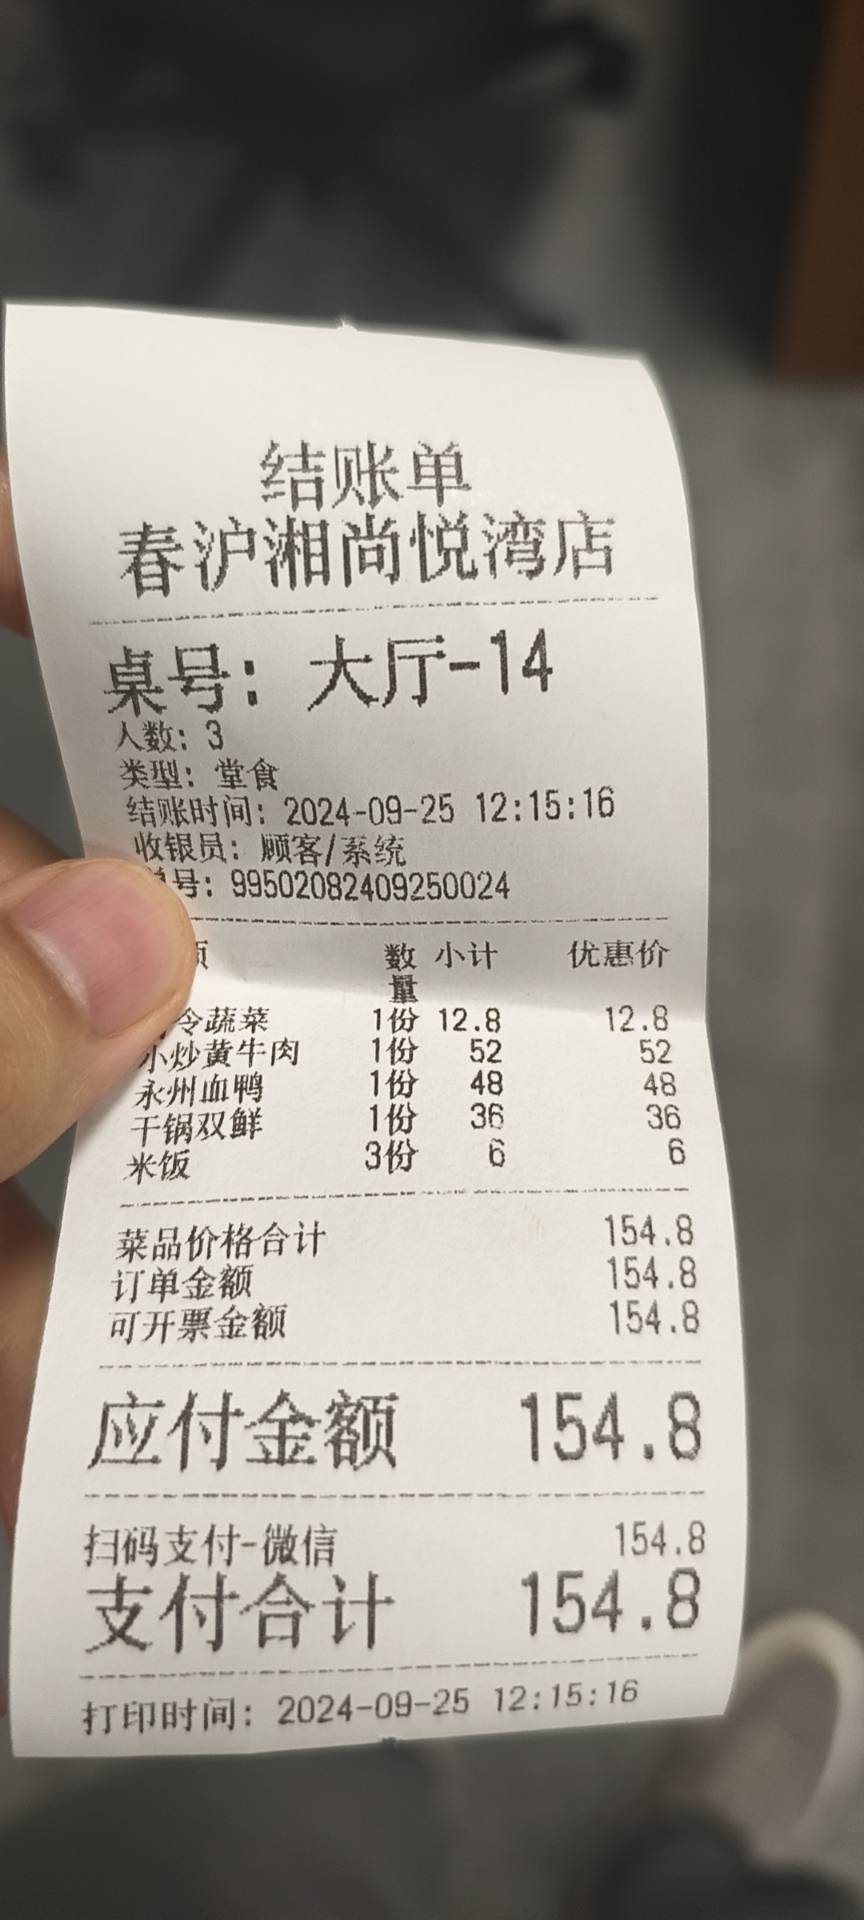 结账单
春沪湘尚悦湾店
桌号: 大厅-14
人数: 3
类型: 堂食
结账时间: 2024-09-25 12:15:16
收银员: 顾客/系统
单号: 99502082409250024
数量 小计 优惠价
令蔬菜 1份 12.8 12.8
小炒黄牛肉 1份 52 52
永州血鸭 1份 48 48
干锅双鲜 1份 36 36
米饭 3份 6 6
菜品价格合计 154.8
订单金额 154.8
可开票金额 154.8
应付金额 154.8
扫码支付-微信 154.8
支付合计 154.8
打印时间: 2024-09-25 12:15:16